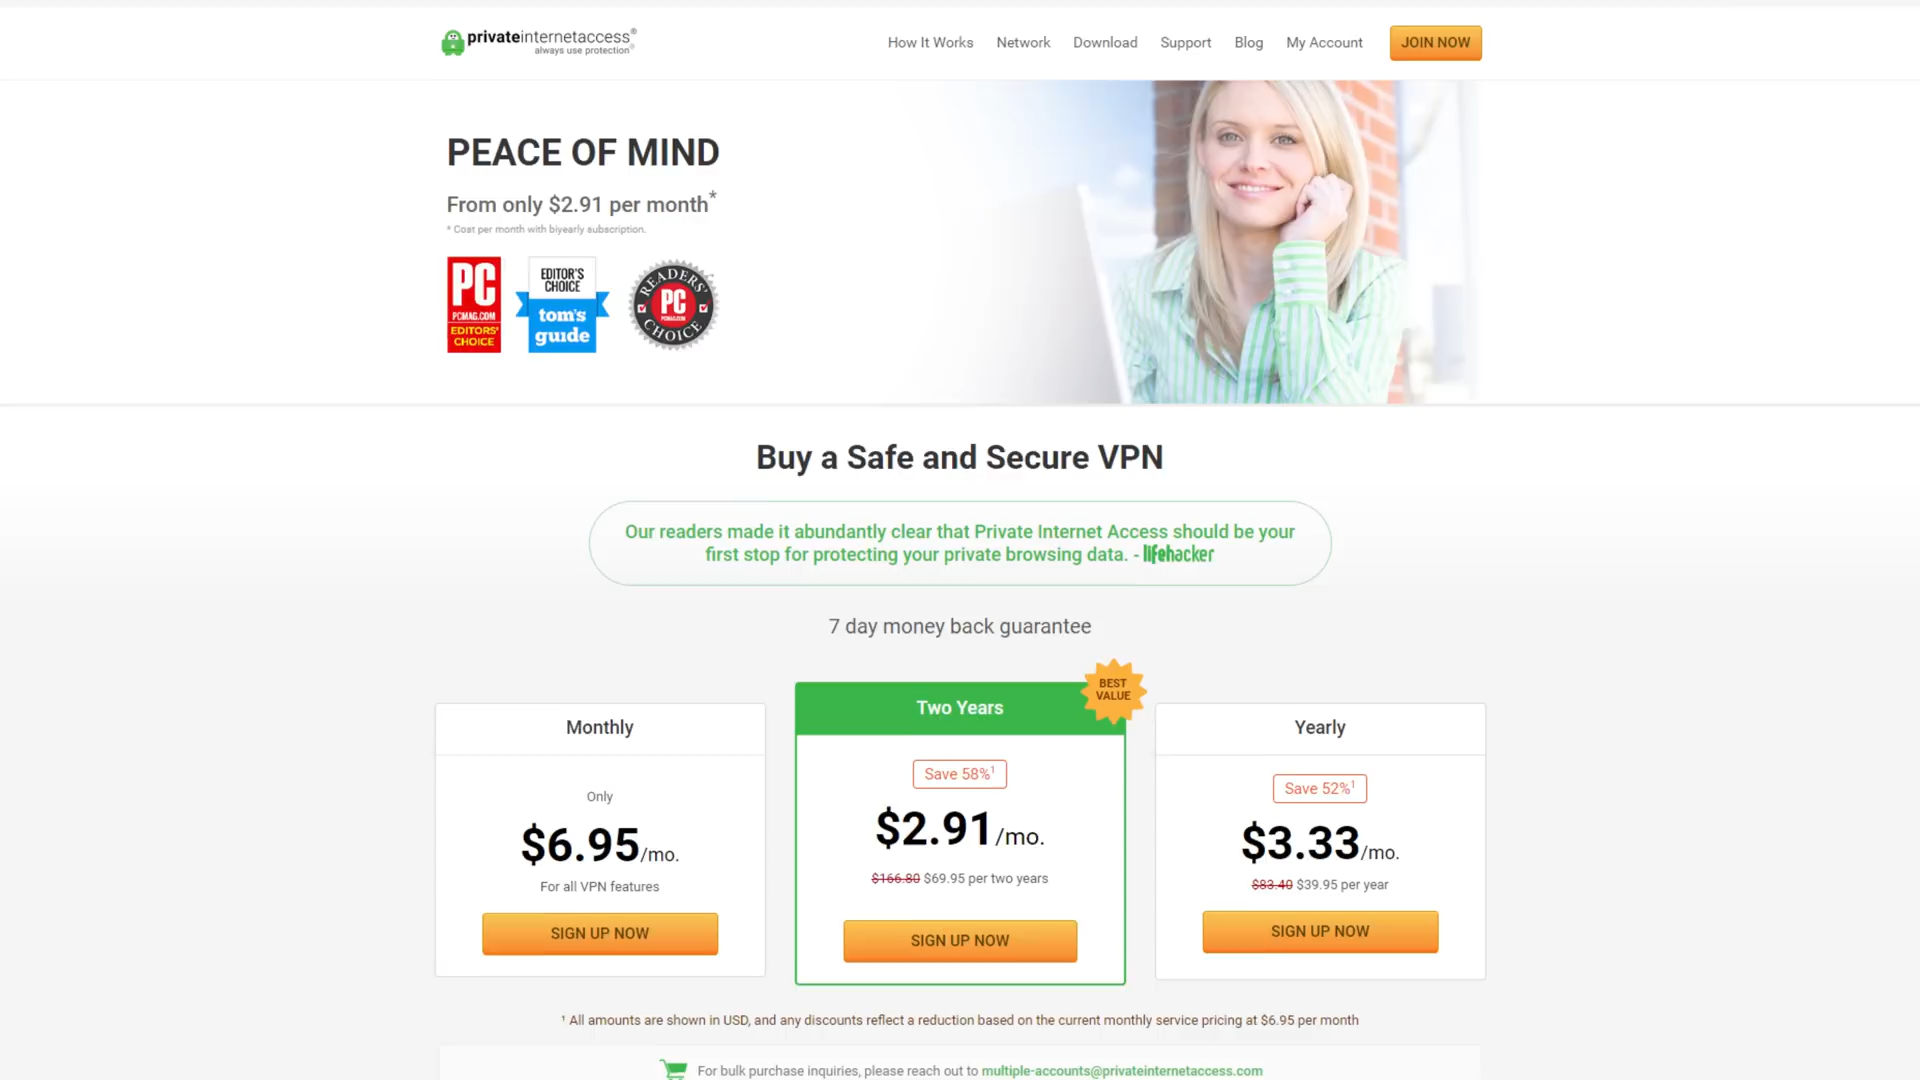 privateinternetaccess®
always use protection®
How It Works
Network
Download
Support
Blog
My Account
JOIN NOW
PEACE OF MIND
From only $2.91 per month*
* Cost per month with biyearly subscription.
PC
PCMAG.COM
EDITORS'
CHOICE
EDITOR'S
CHOICE
tom's
guide
READERS'
PC
PCMAG.COM
CHOICE
Buy a Safe and Secure VPN
Our readers made it abundantly clear that Private Internet Access should be your
first stop for protecting your private browsing data. - lifehacker
7 day money back guarantee
Monthly
Only
$6.95/mo.
For all VPN features
SIGN UP NOW
BEST
VALUE
Two Years
Save 58%¹
$2.91/mo.
$166.80 $69.95 per two years
SIGN UP NOW
Yearly
Save 52%¹
$3.33/mo.
$83.40 $39.95 per year
SIGN UP NOW
¹ All amounts are shown in USD, and any discounts reflect a reduction based on the current monthly service pricing at $6.95 per month
For bulk purchase inquiries, please reach out to multiple-accounts@privateinternetaccess.com